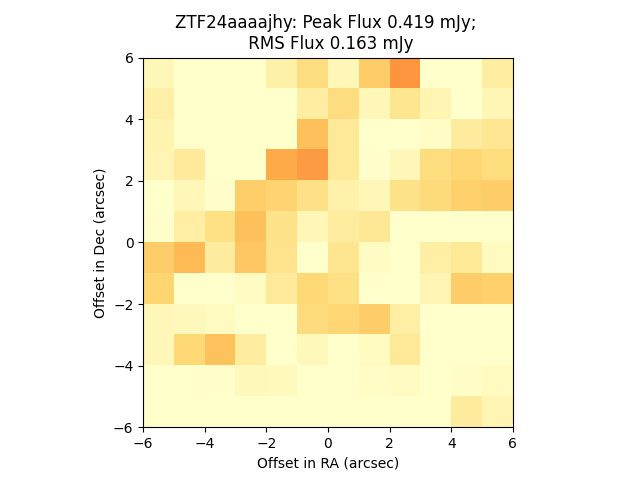 ZTF24aaaajhy: Peak Flux 0.419 mJy;
RMS Flux 0.163 mJy
6
4
2
0
−2
−4
−6
Offset in Dec (arcsec)
−6 −4 −2 0 2 4 6
Offset in RA (arcsec)